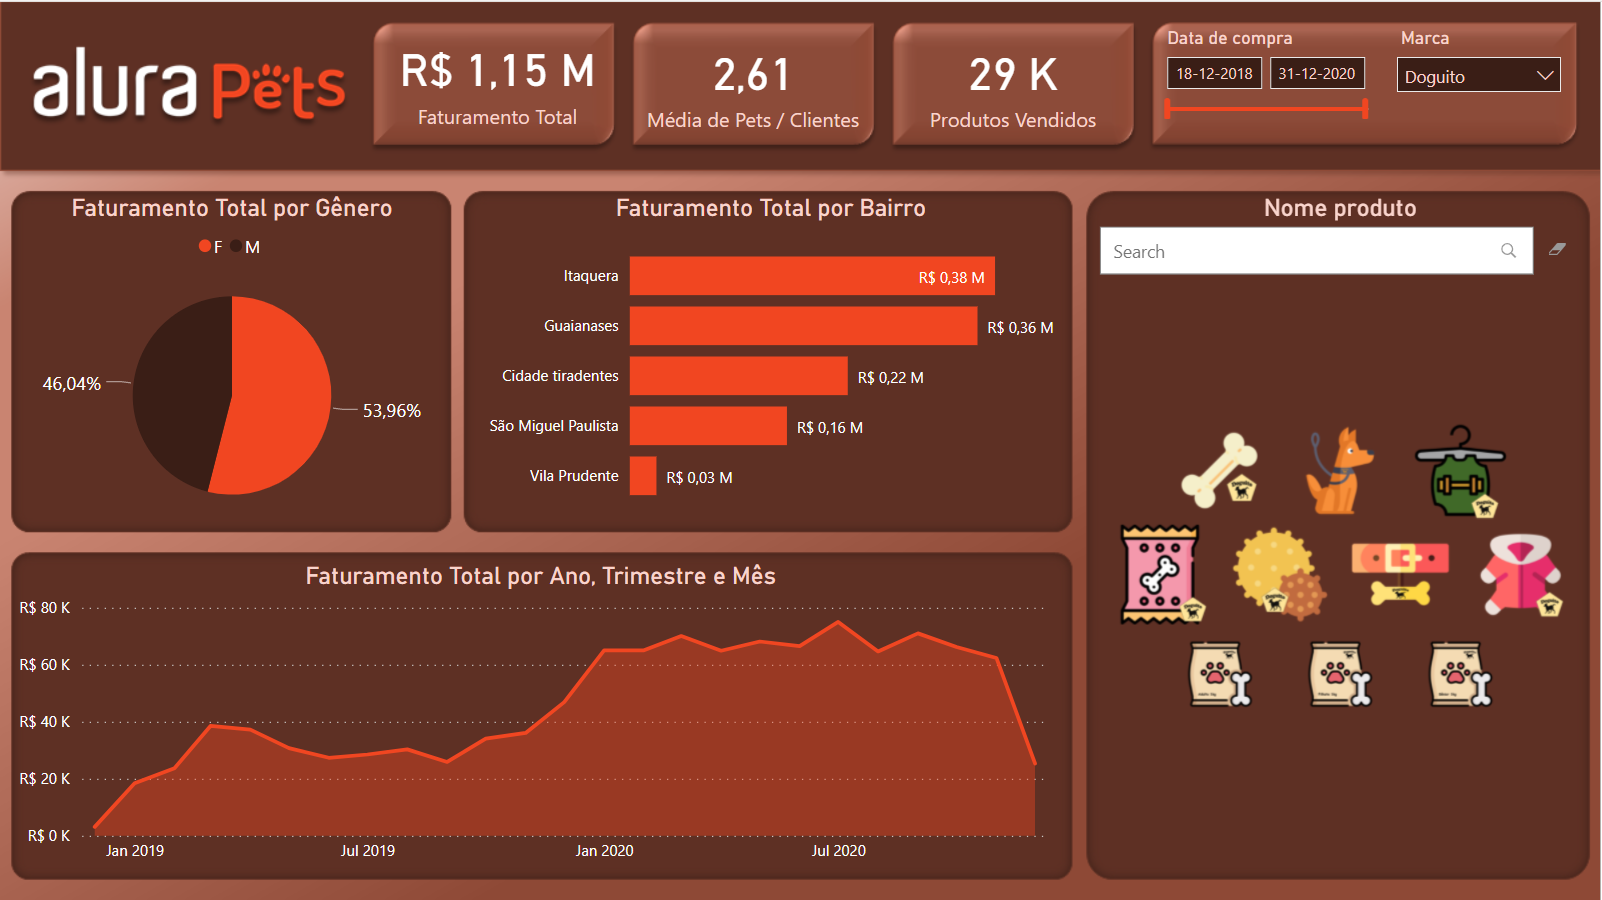 alura Pets
R$ 1,15 M
Faturamento Total
2,61
Média de Pets / Clientes
29 K
Produtos Vendidos
Data de compra
18-12-2018
31-12-2020
Marca
Doguito
Faturamento Total por Gênero
F M
46,04%
53,96%
Faturamento Total por Bairro
Itaquera R$ 0,38 M
Guaianases R$ 0,36 M
Cidade tiradentes R$ 0,22 M
São Miguel Paulista R$ 0,16 M
Vila Prudente R$ 0,03 M
Nome produto
Search
Faturamento Total por Ano, Trimestre e Mês
R$ 80 K
R$ 60 K
R$ 40 K
R$ 20 K
R$ 0 K
Jan 2019 Jul 2019 Jan 2020 Jul 2020